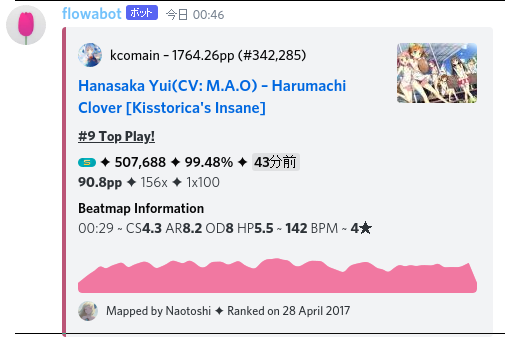 flowabot ボット 今日 00:46
kcomain – 1764.26pp (#342,285)
Hanasaka Yui(CV: M.A.O) – Harumachi
Clover [Kisstorica's Insane]
#9 Top Play!
S ✦ 507,688 ✦ 99.48% ✦ 43分前
90.8pp ✦ 156x ✦ 1x100
Beatmap Information
00:29 ~ CS4.3 AR8.2 OD8 HP5.5 ~ 142 BPM ~ 4★
Mapped by Naotoshi ✦ Ranked on 28 April 2017